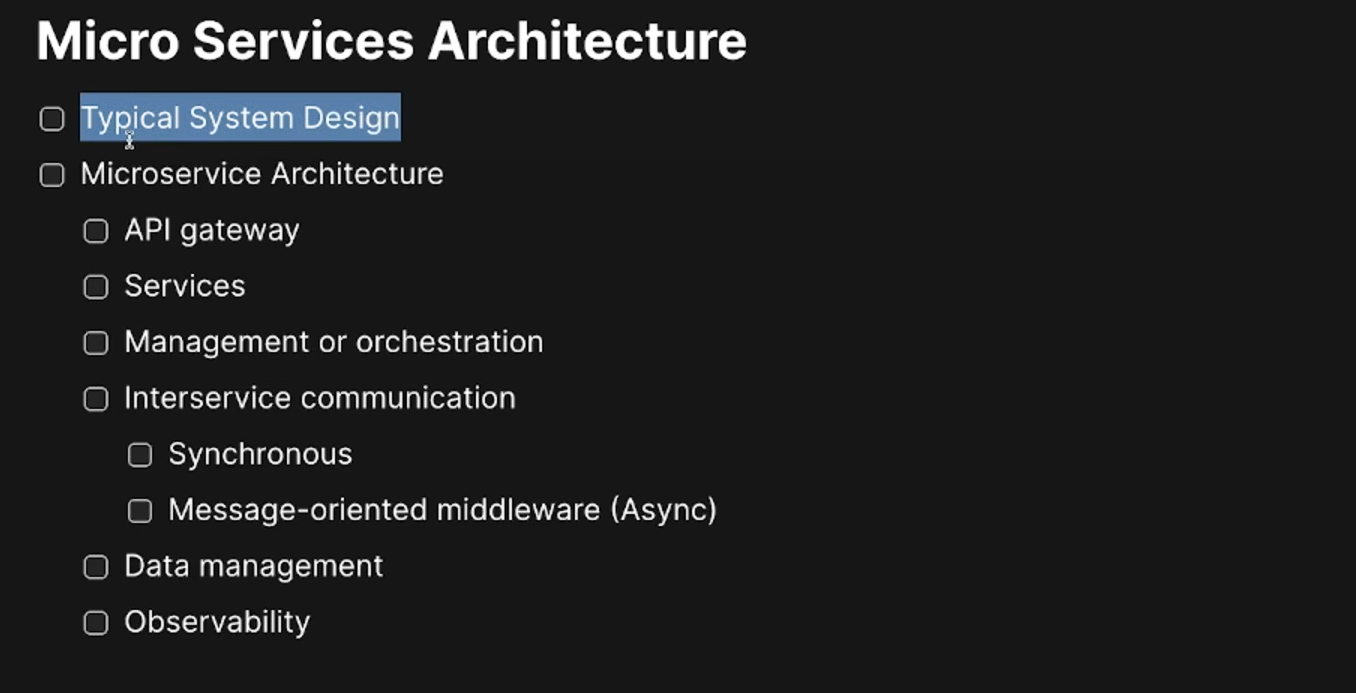 Micro Services Architecture
Typical System Design
Microservice Architecture
API gateway
Services
Management or orchestration
Interservice communication
Synchronous
Message-oriented middleware (Async)
Data management
Observability